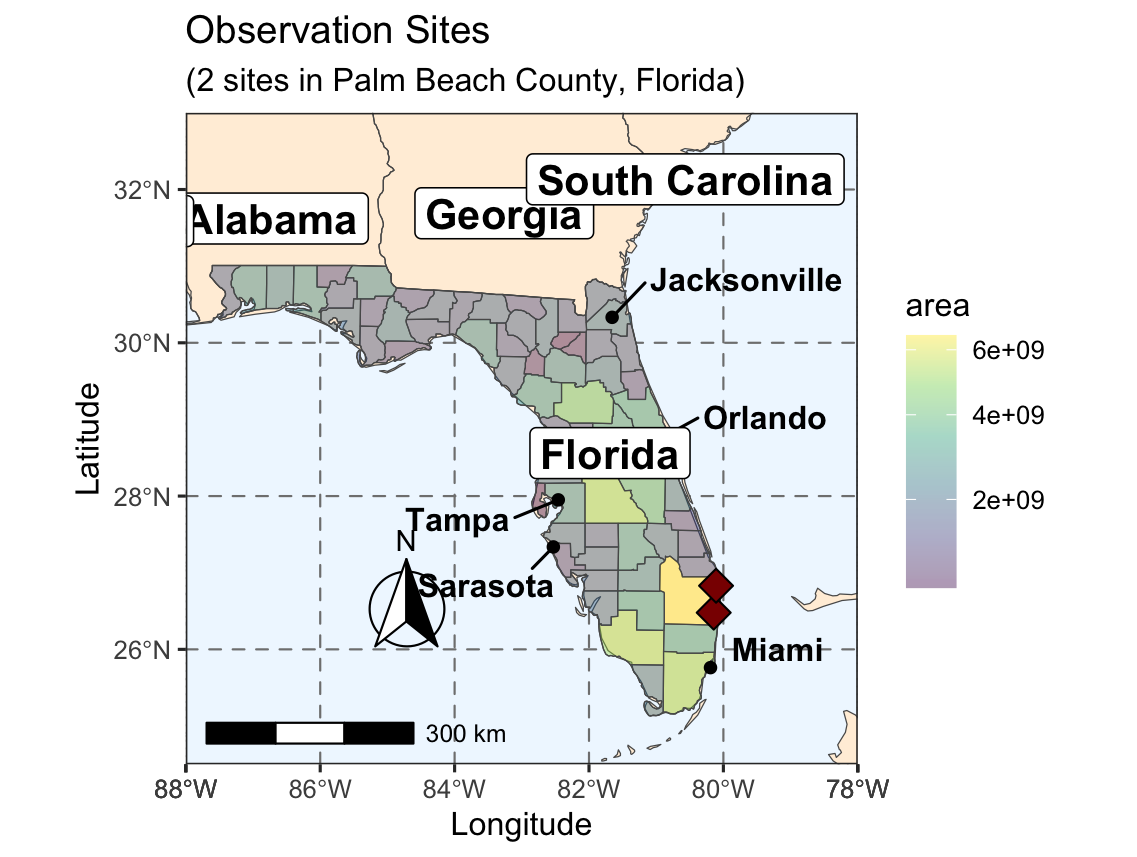 Observation Sites
(2 sites in Palm Beach County, Florida)
South Carolina
Alabama
Georgia
Jacksonville
Orlando
Florida
Tampa
N
Sarasota
Miami
300 km
32°N
30°N
28°N
26°N
88°W
86°W
84°W
82°W
80°W
78°W
Longitude
Latitude
area
6e+09
4e+09
2e+09